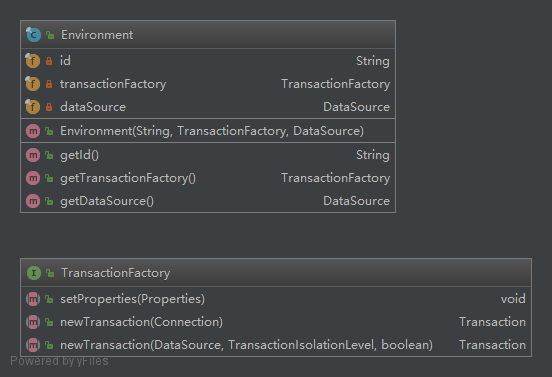 Environment
id String
transactionFactory TransactionFactory
dataSource DataSource
Environment(String, TransactionFactory, DataSource)
getId() String
getTransactionFactory() TransactionFactory
getDataSource() DataSource
TransactionFactory
setProperties(Properties) void
newTransaction(Connection) Transaction
newTransaction(DataSource, TransactionIsolationLevel, boolean) Transaction
Powered by yFiles